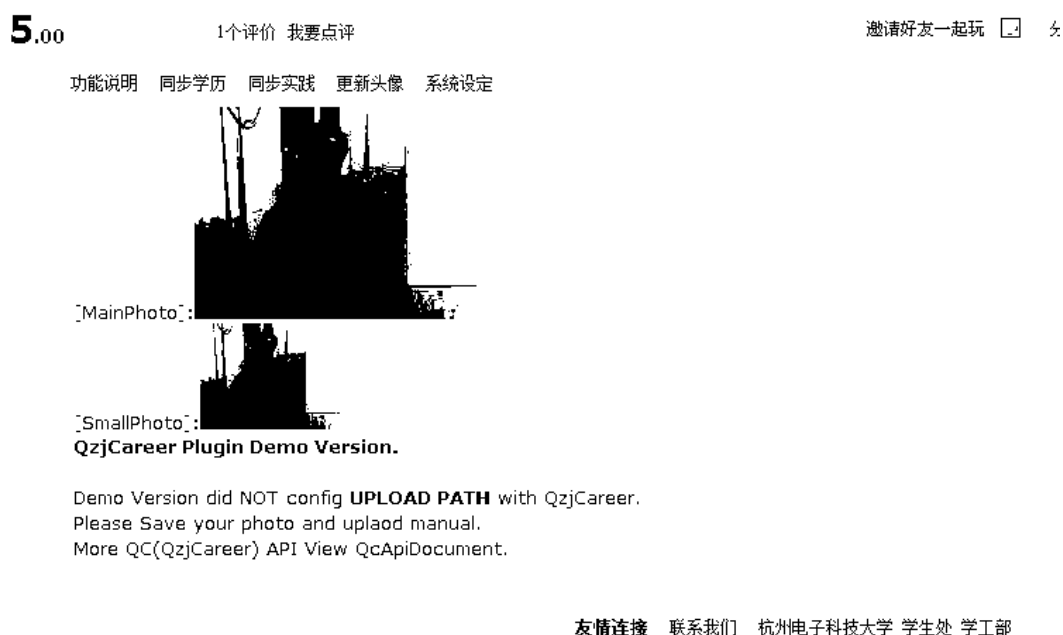 5.00 1个评价 我要点评 邀请好友一起玩
功能说明 同步学历 同步实践 更新头像 系统设定
[MainPhoto]:
[SmallPhoto]:
QzjCareer Plugin Demo Version.
Demo Version did NOT config UPLOAD PATH with QzjCareer.
Please Save your photo and uplaod manual.
More QC(QzjCareer) API View QcApiDocument.
友情连接 联系我们 杭州电子科技大学 学生处 学工部